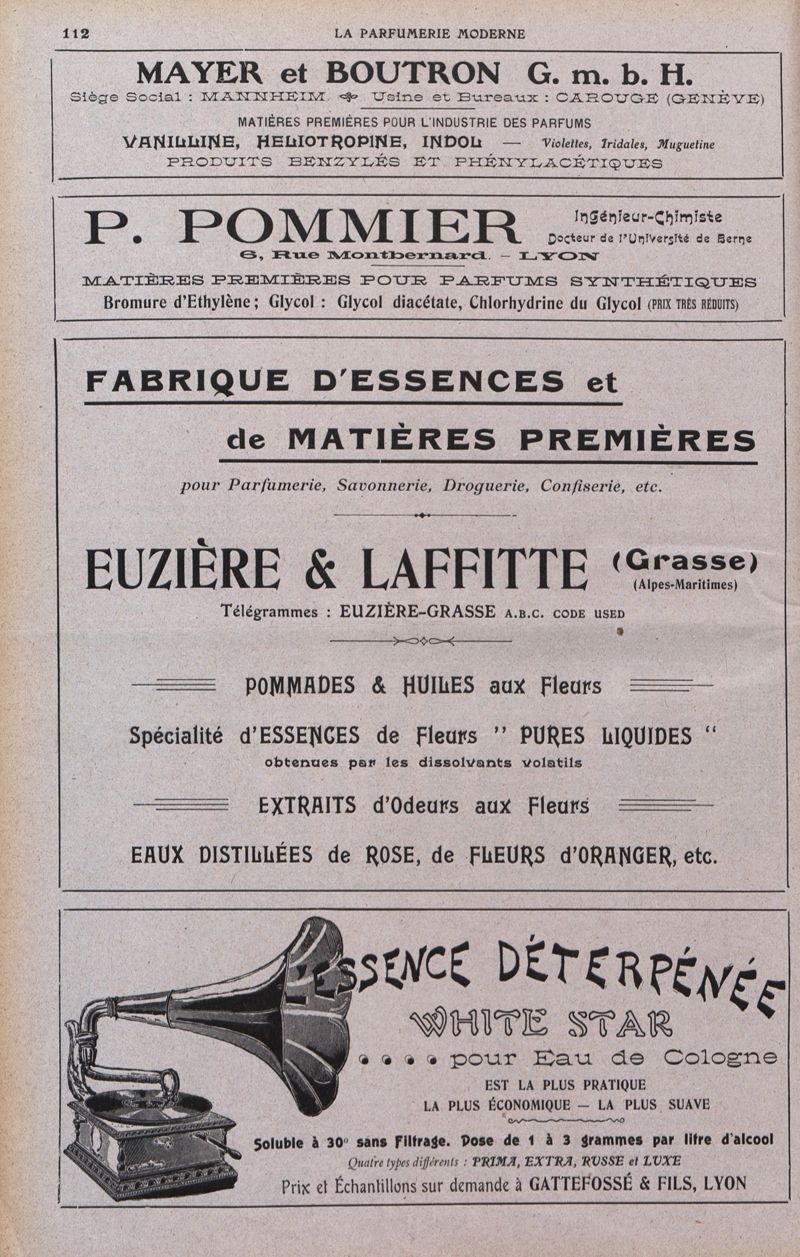 112
LA PARFUMERIE MODERNE
MAYER et BOUTRON G. m. b. H.
Siège Social : MANNHEIM. Usine et Bureaux : CAROUGE (GENÈVE)
MATIÈRES PREMIÈRES POUR L'INDUSTRIE DES PARFUMS
VANILLINE, HELIOTROPINE, INDOL — Violettes, Iridales, Muguetine
PRODUITS BENZYLÉS ET PHÉNYLACÉTIQUES
P. POMMIER Ingénieur-Chimiste
Docteur de l'Université de Berne
6, Rue Montbernard. – LYON
MATIÈRES PREMIÈRES POUR PARFUMS SYNTHÉTIQUES
Bromure d'Ethylène; Glycol : Glycol diacétate, Chlorhydrine du Glycol (PRIX TRÈS RÉDUITS)
FABRIQUE D'ESSENCES et
de MATIÈRES PREMIÈRES
pour Parfumerie, Savonnerie, Droguerie, Confiserie, etc.
EUZIÈRE & LAFFITTE (Grasse)
(Alpes-Maritimes)
Télégrammes : EUZIÈRE-GRASSE A.B.C. CODE USED
POMMADES & HUILES aux Fleurs
Spécialité d'ESSENCES de Fleurs " PURES LIQUIDES "
obtenues par les dissolvants volatils
EXTRAITS d'Odeurs aux Fleurs
EAUX DISTILLÉES de ROSE, de FLEURS d'ORANGER, etc.
L'ESSENCE DÉTERPÉNÉE
WHITE STAR
pour Eau de Cologne
EST LA PLUS PRATIQUE
LA PLUS ÉCONOMIQUE — LA PLUS SUAVE
Soluble à 30° sans Filtrage. Dose de 1 à 3 grammes par litre d'alcool
Quatre types différents : PRIMA, EXTRA, RUSSE et LUXE
Prix et Échantillons sur demande à GATTEFOSSÉ & FILS, LYON